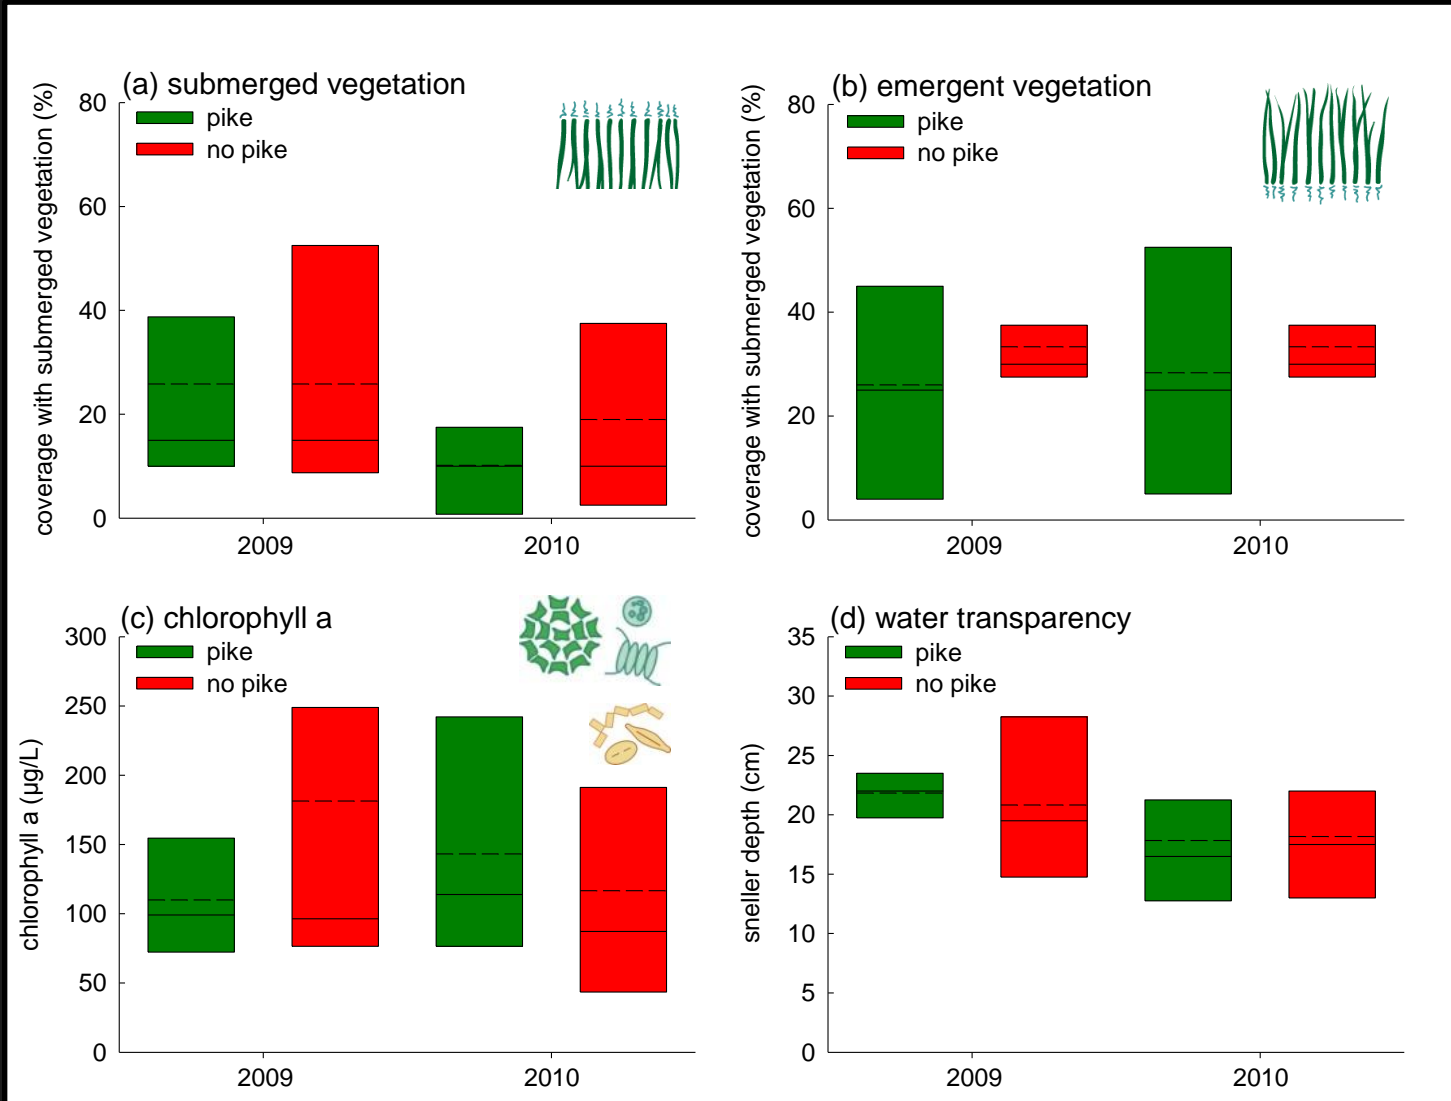 (a) submerged vegetation
pike
no pike
coverage with submerged vegetation (%)
80
60
40
20
0
2009
2010
(b) emergent vegetation
pike
no pike
coverage with submerged vegetation (%)
80
60
40
20
0
2009
2010
(c) chlorophyll a
pike
no pike
chlorophyll a (µg/L)
300
250
200
150
100
50
0
2009
2010
(d) water transparency
pike
no pike
sneller depth (cm)
35
30
25
20
15
10
5
0
2009
2010